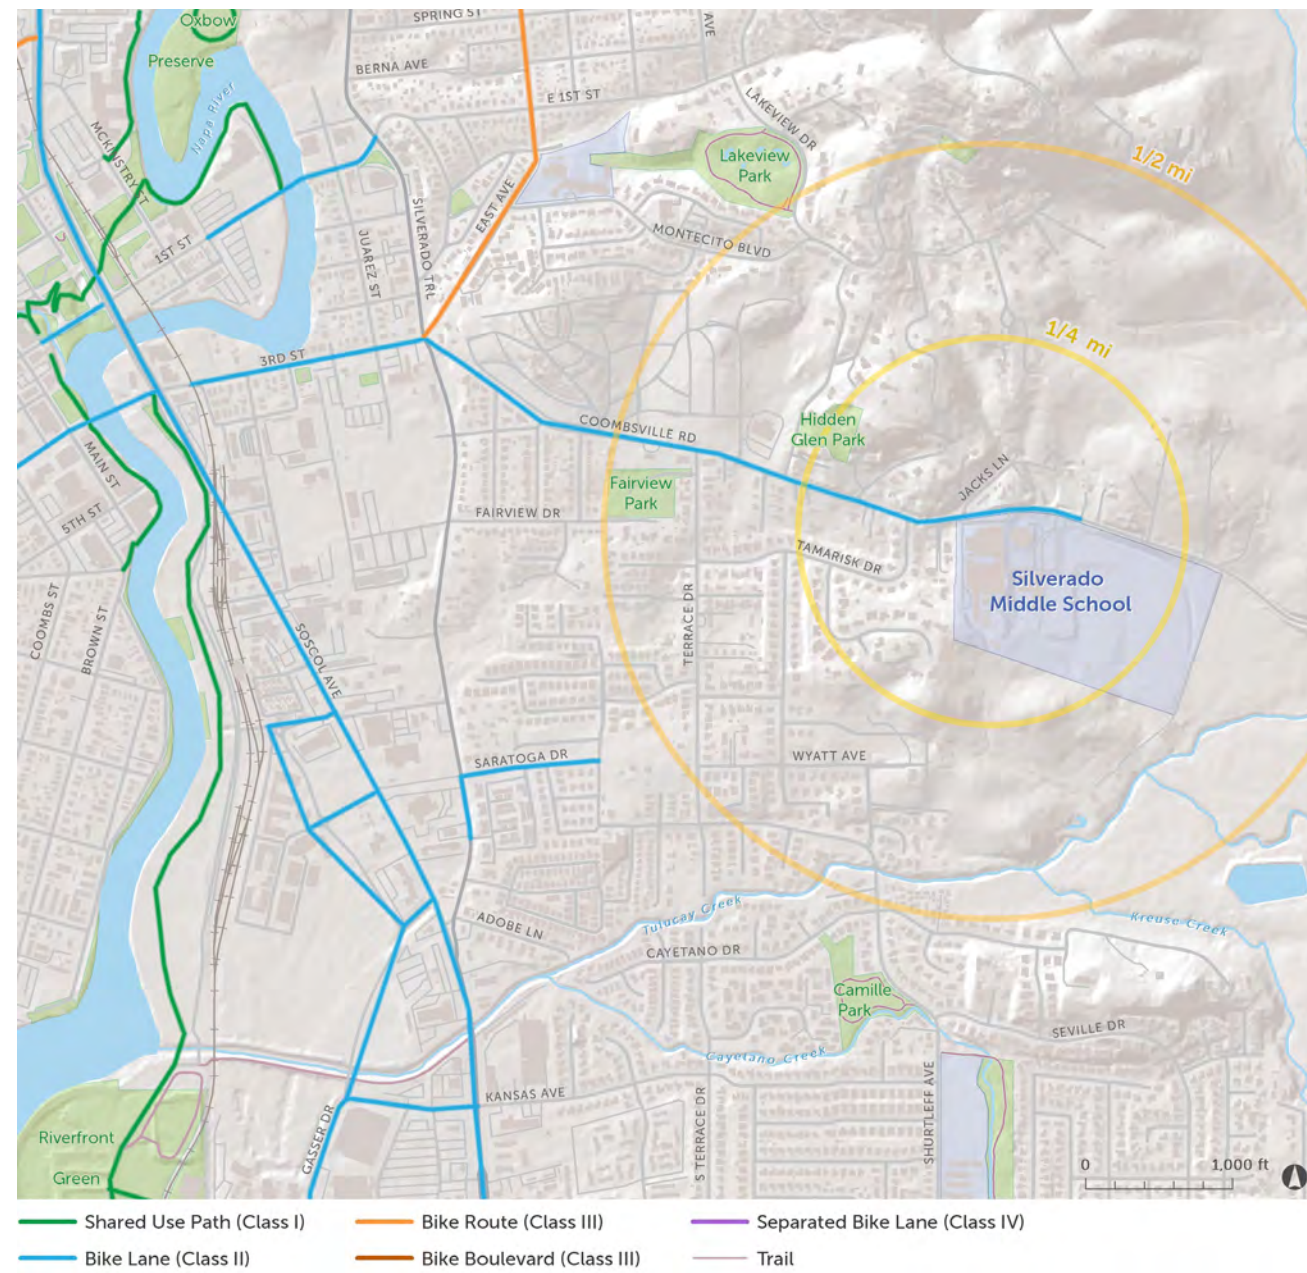 SPRING ST
AVE
Oxbow
Preserve
BERNA AVE
E 1ST ST
LAKEVIEW DR
Napa River
MCKINSTRY ST
Lakeview
Park
1/2 mi
EAST AVE
SILVERADO TRL
JUAREZ ST
1ST ST
MONTECITO BLVD
1/4 mi
3RD ST
COOMBSVILLE RD
Hidden
Glen Park
MAIN ST
JACKS LN
Fairview
Park
5TH ST
FAIRVIEW DR
TAMARISK DR
Silverado
Middle School
COOMBS ST
BROWN ST
TERRACE DR
SOSCOL AVE
SARATOGA DR
WYATT AVE
ADOBE LN
Tulucay Creek
Kreuse Creek
CAYETANO DR
Camille
Park
SEVILLE DR
Cayetano Creek
KANSAS AVE
GASSER DR
S TERRACE DR
SHURTLEFF AVE
Riverfront
Green
0 1,000 ft
Shared Use Path (Class I)
Bike Route (Class III)
Separated Bike Lane (Class IV)
Bike Lane (Class II)
Bike Boulevard (Class III)
Trail